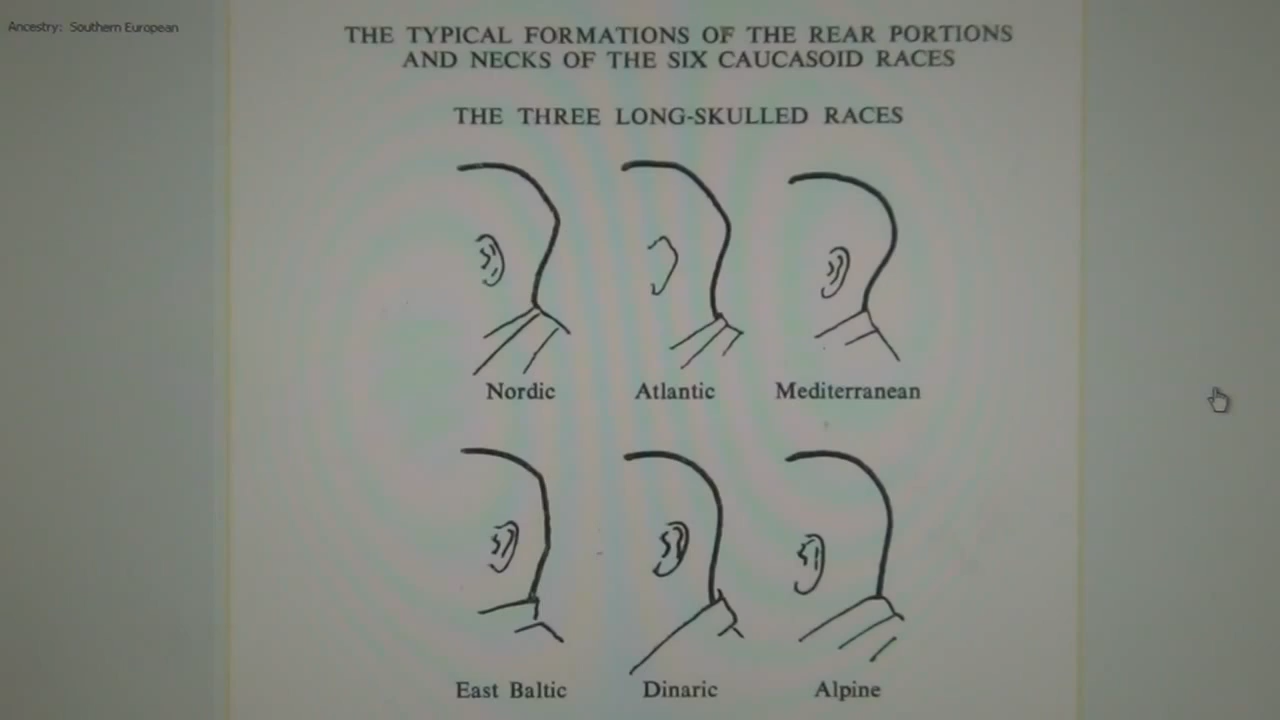 Ancestry: Southern European
THE TYPICAL FORMATIONS OF THE REAR PORTIONS
AND NECKS OF THE SIX CAUCASOID RACES
THE THREE LONG-SKULLED RACES
Nordic
Atlantic
Mediterranean
East Baltic
Dinaric
Alpine